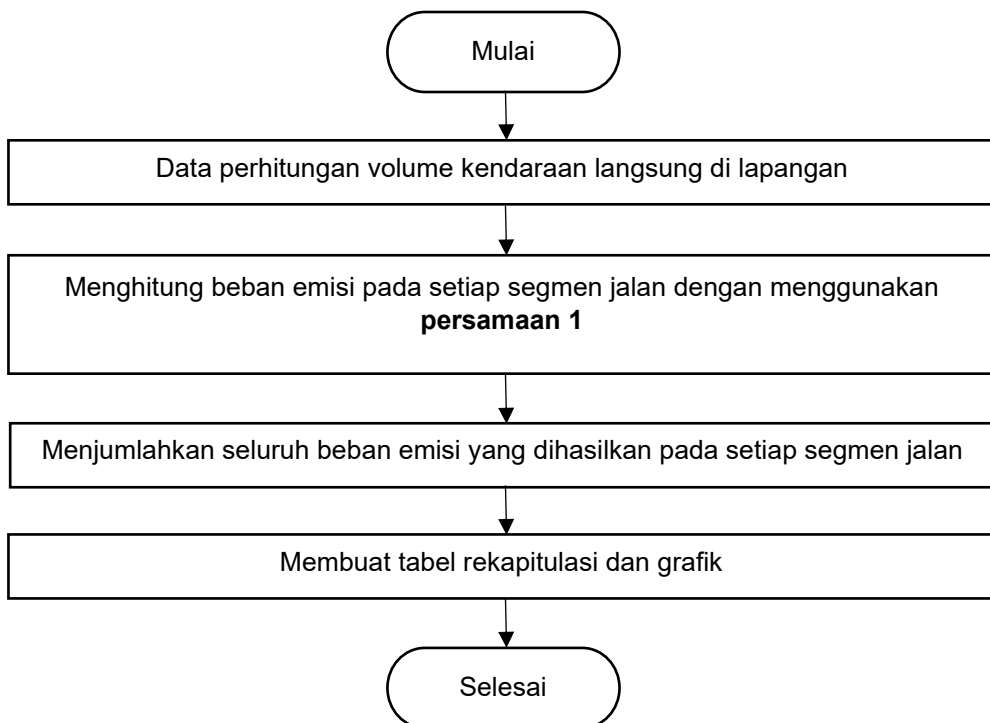 Mulai
Data perhitungan volume kendaraan langsung di lapangan
Menghitung beban emisi pada setiap segmen jalan dengan menggunakan
persamaan 1
Menjumlahkan seluruh beban emisi yang dihasilkan pada setiap segmen jalan
Membuat tabel rekapitulasi dan grafik
Selesai